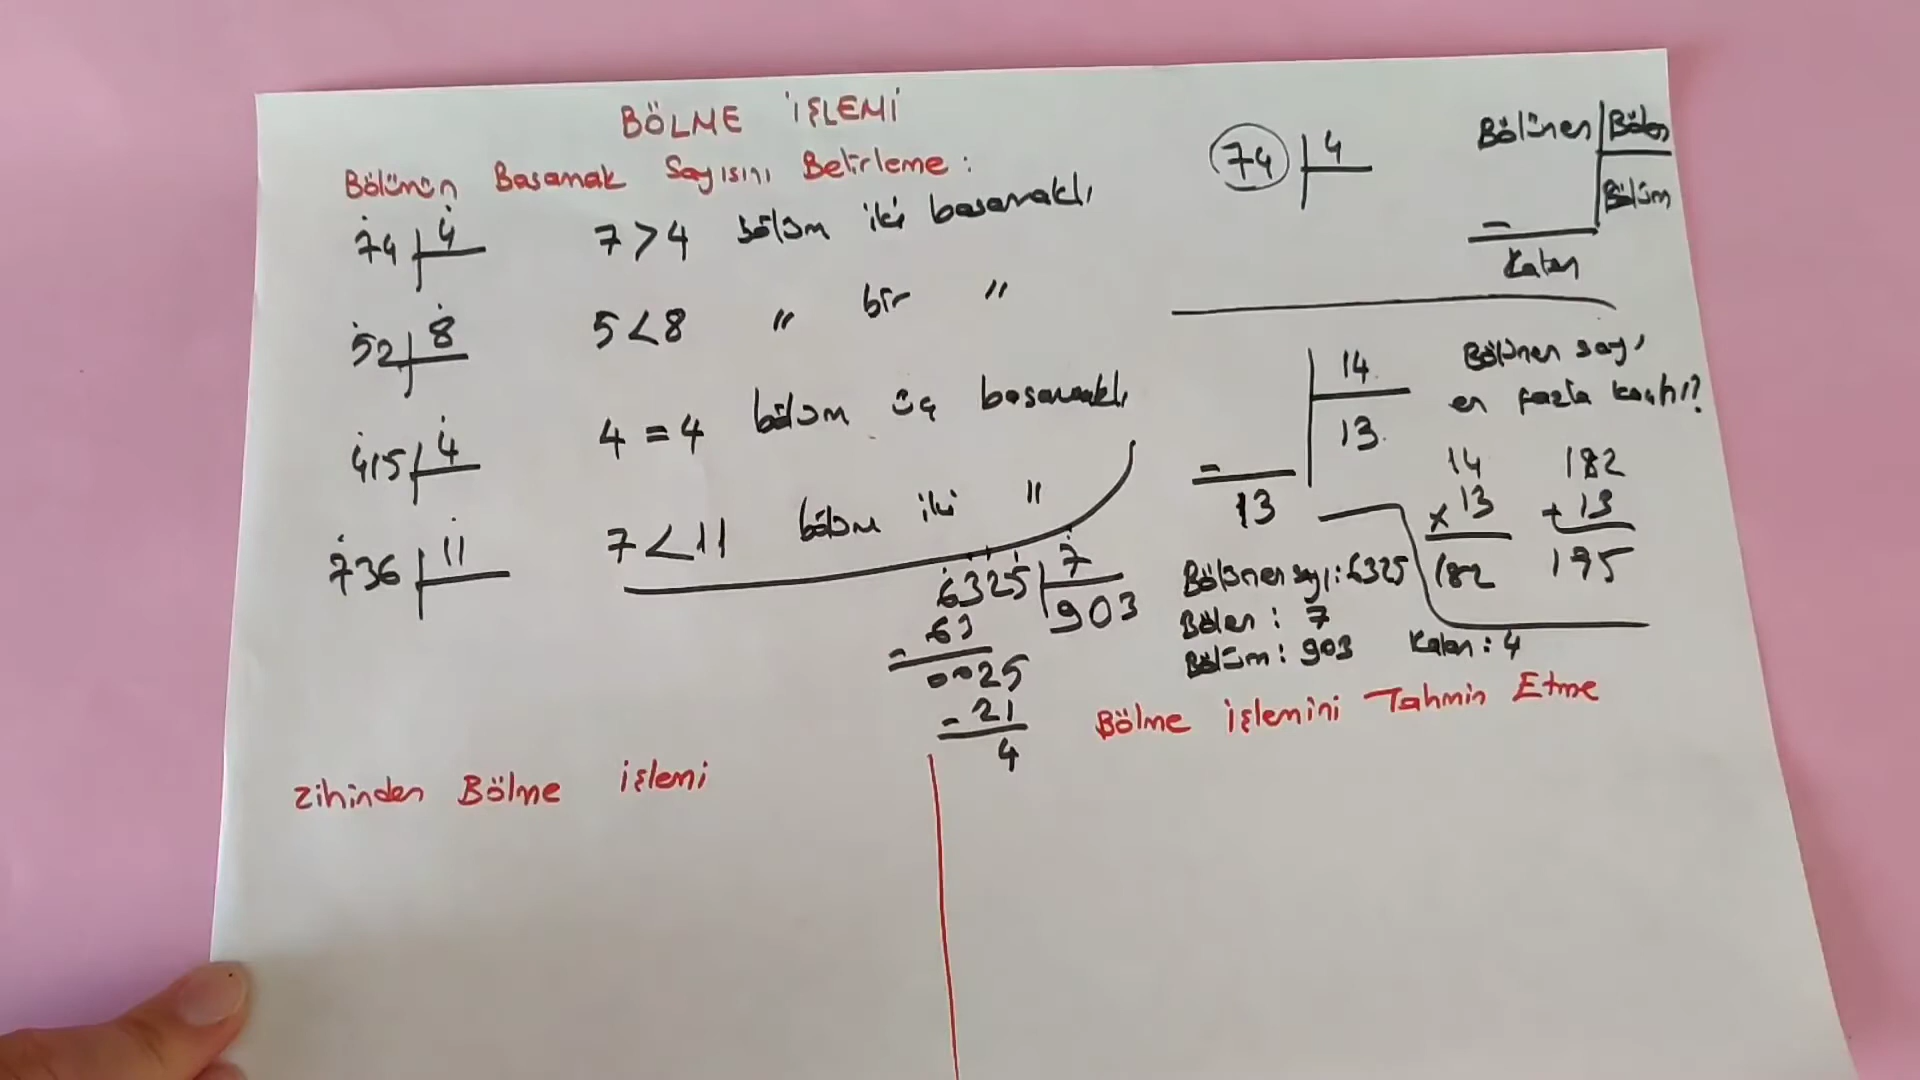 BÖLME İŞLEMİ
Bölümün Basamak Sayısını Belirleme:
74 4 7 > 4 bölüm iki basamaklı
52 8 5 < 8 " bir "
415 4 4 = 4 bölüm üç basamaklı
736 11 7 < 11 bölüm iki "
74 4
Bölünen Bölen
Bölüm
-
Kalan
14
13
-
13
Bölünen sayı
en fazla kaçtır?
14
x 13
182
182
+ 13
195
6325 7
903
- 63
0025
- 21
4
Bölünen sayı: 6325
Bölen: 7
Bölüm: 903 Kalan: 4
Zihinden Bölme işlemi
Bölme işlemini Tahmin Etme